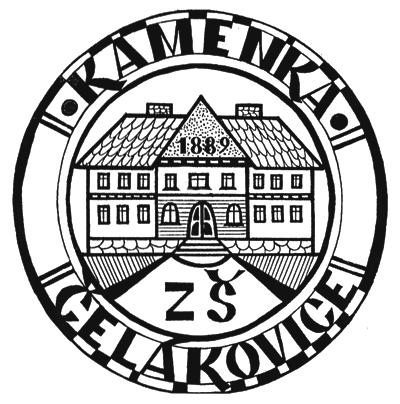 KAMENKA
1889
ZŠ
ČELÁKOVICE